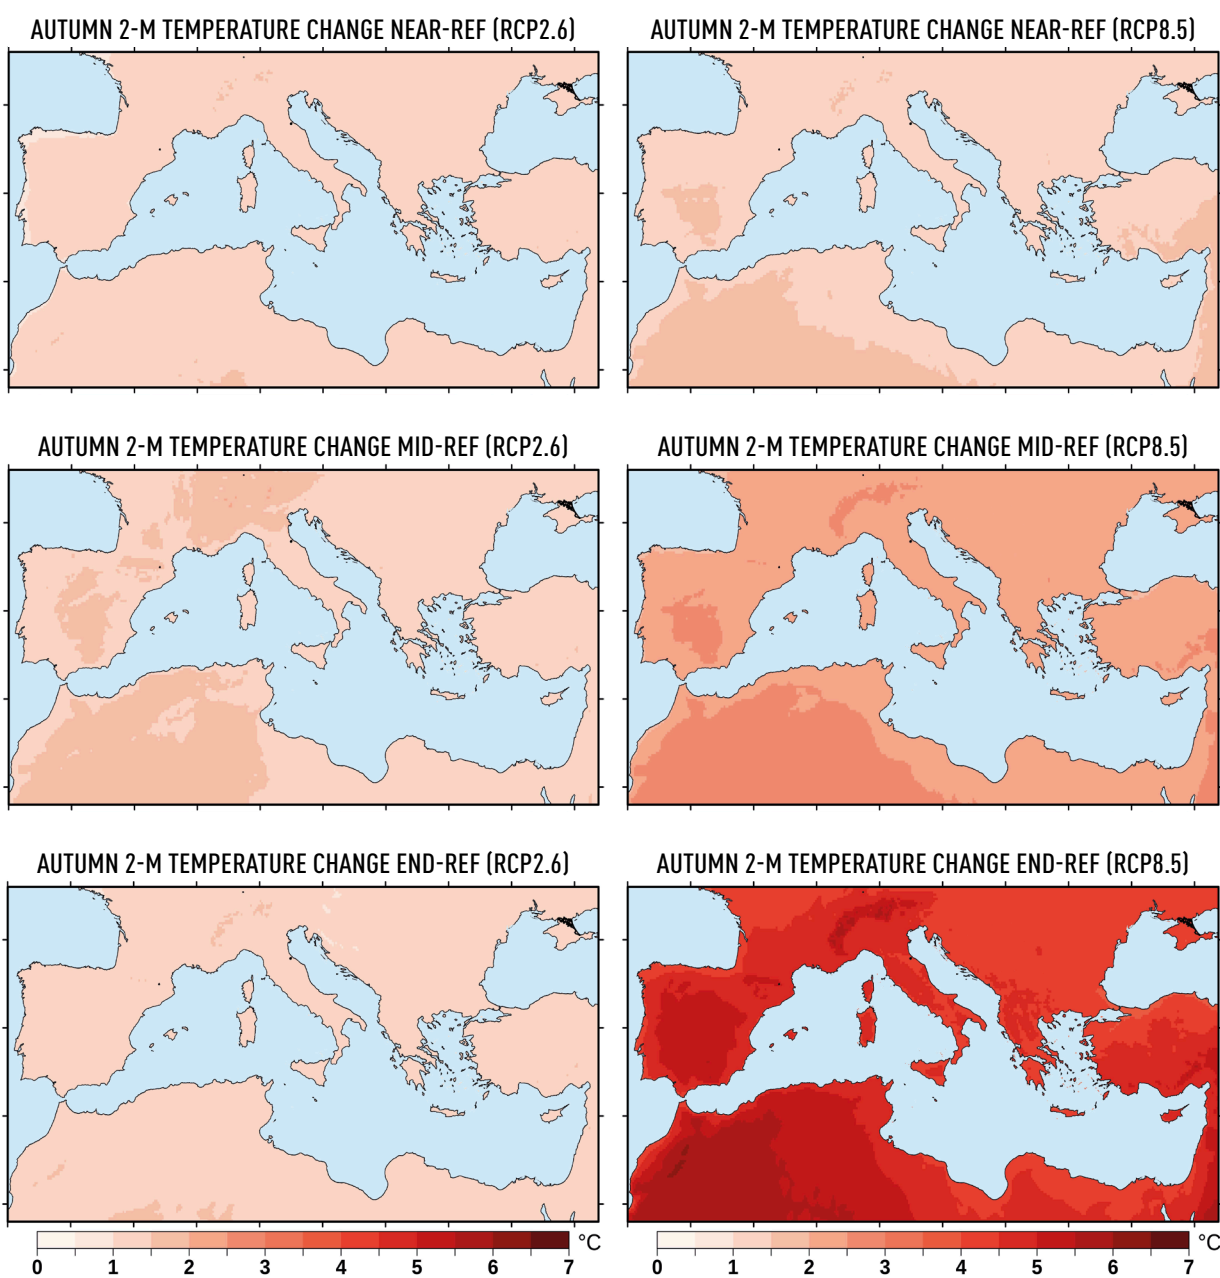 AUTUMN 2-M TEMPERATURE CHANGE NEAR-REF (RCP2.6)
AUTUMN 2-M TEMPERATURE CHANGE NEAR-REF (RCP8.5)
AUTUMN 2-M TEMPERATURE CHANGE MID-REF (RCP2.6)
AUTUMN 2-M TEMPERATURE CHANGE MID-REF (RCP8.5)
AUTUMN 2-M TEMPERATURE CHANGE END-REF (RCP2.6)
AUTUMN 2-M TEMPERATURE CHANGE END-REF (RCP8.5)
°C
0 1 2 3 4 5 6 7
°C
0 1 2 3 4 5 6 7